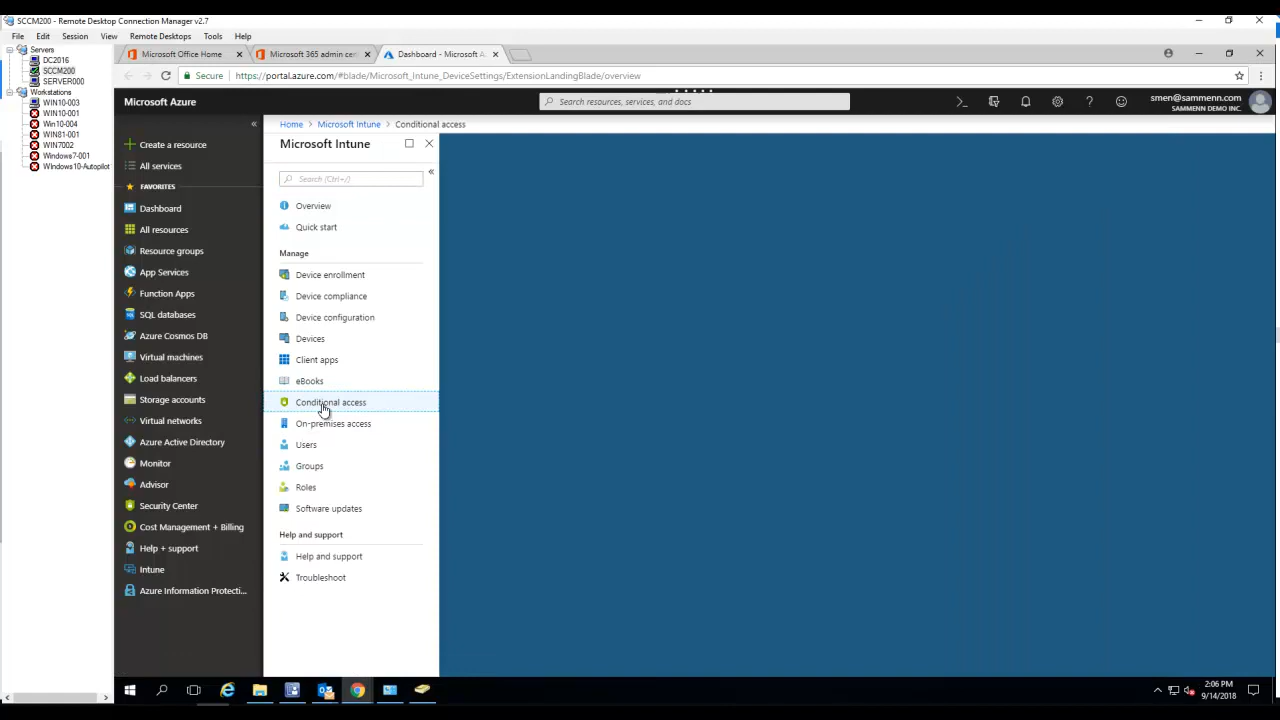 SCCM200 - Remote Desktop Connection Manager v2.7
File Edit Session View Remote Desktops Tools Help
Servers
DC2016
SCCM200
SERVER000
Workstations
WIN10-003
WIN10-001
Win10-004
WIN81-001
WIN7002
Windows7-001
Windows10-Autopilot
Microsoft Office Home
Microsoft 365 admin cen
Dashboard - Microsoft A
Secure https://portal.azure.com/#blade/Microsoft_Intune_DeviceSettings/ExtensionLandingBlade/overview
Microsoft Azure
Search resources, services, and docs
smen@sammenn.com
SAMMENN DEMO INC.
Create a resource
All services
FAVORITES
Dashboard
All resources
Resource groups
App Services
Function Apps
SQL databases
Azure Cosmos DB
Virtual machines
Load balancers
Storage accounts
Virtual networks
Azure Active Directory
Monitor
Advisor
Security Center
Cost Management + Billing
Help + support
Intune
Azure Information Protecti...
Home > Microsoft Intune > Conditional access
Microsoft Intune
Search (Ctrl+/)
Overview
Quick start
Manage
Device enrollment
Device compliance
Device configuration
Devices
Client apps
eBooks
Conditional access
On-premises access
Users
Groups
Roles
Software updates
Help and support
Help and support
Troubleshoot
2:06 PM
9/14/2018